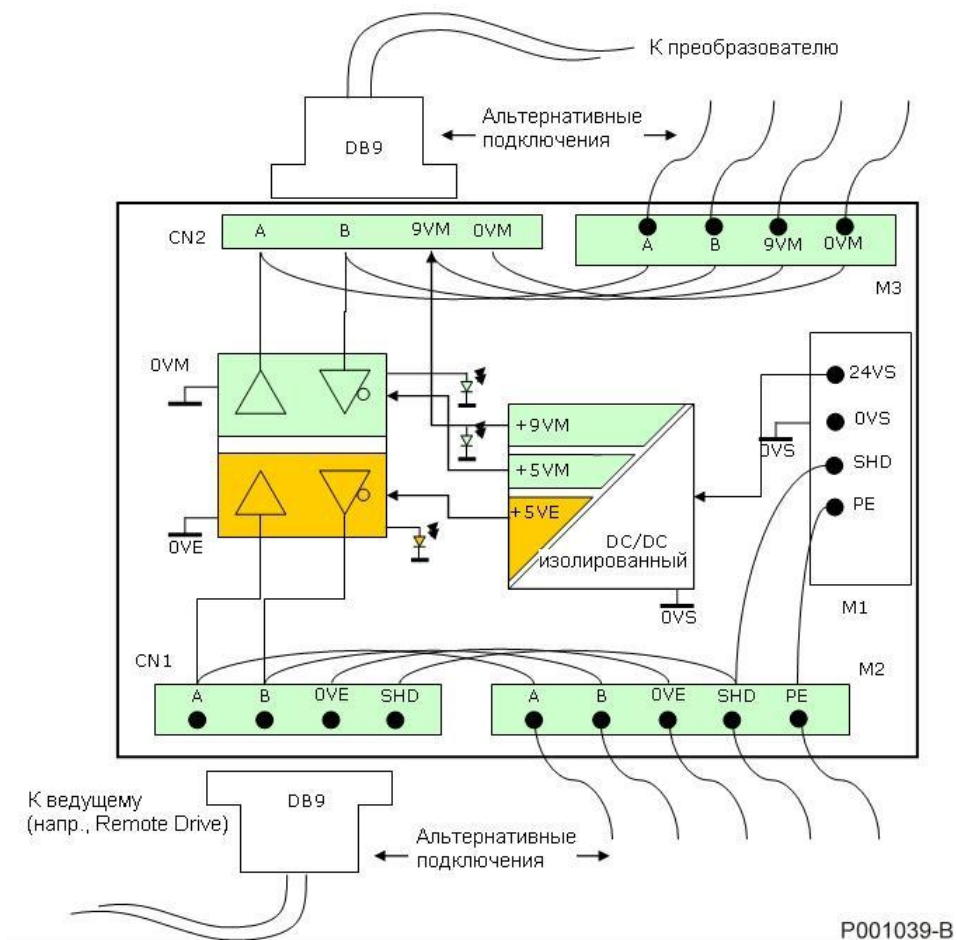 К преобразователю
Альтернативные
подключения
DB9
CN2
A B 9VM 0VM
A B 9VM 0VM
M3
0VM
24VS
0VS
0VS
SHD
PE
+9VM
+5VM
+5VE
0VE
DC/DC
изолированный
0VS
M1
CN1
M2
A B 0VE SHD
A B 0VE SHD PE
DB9
К ведущему
(напр., Remote Drive)
Альтернативные
подключения
P001039-B